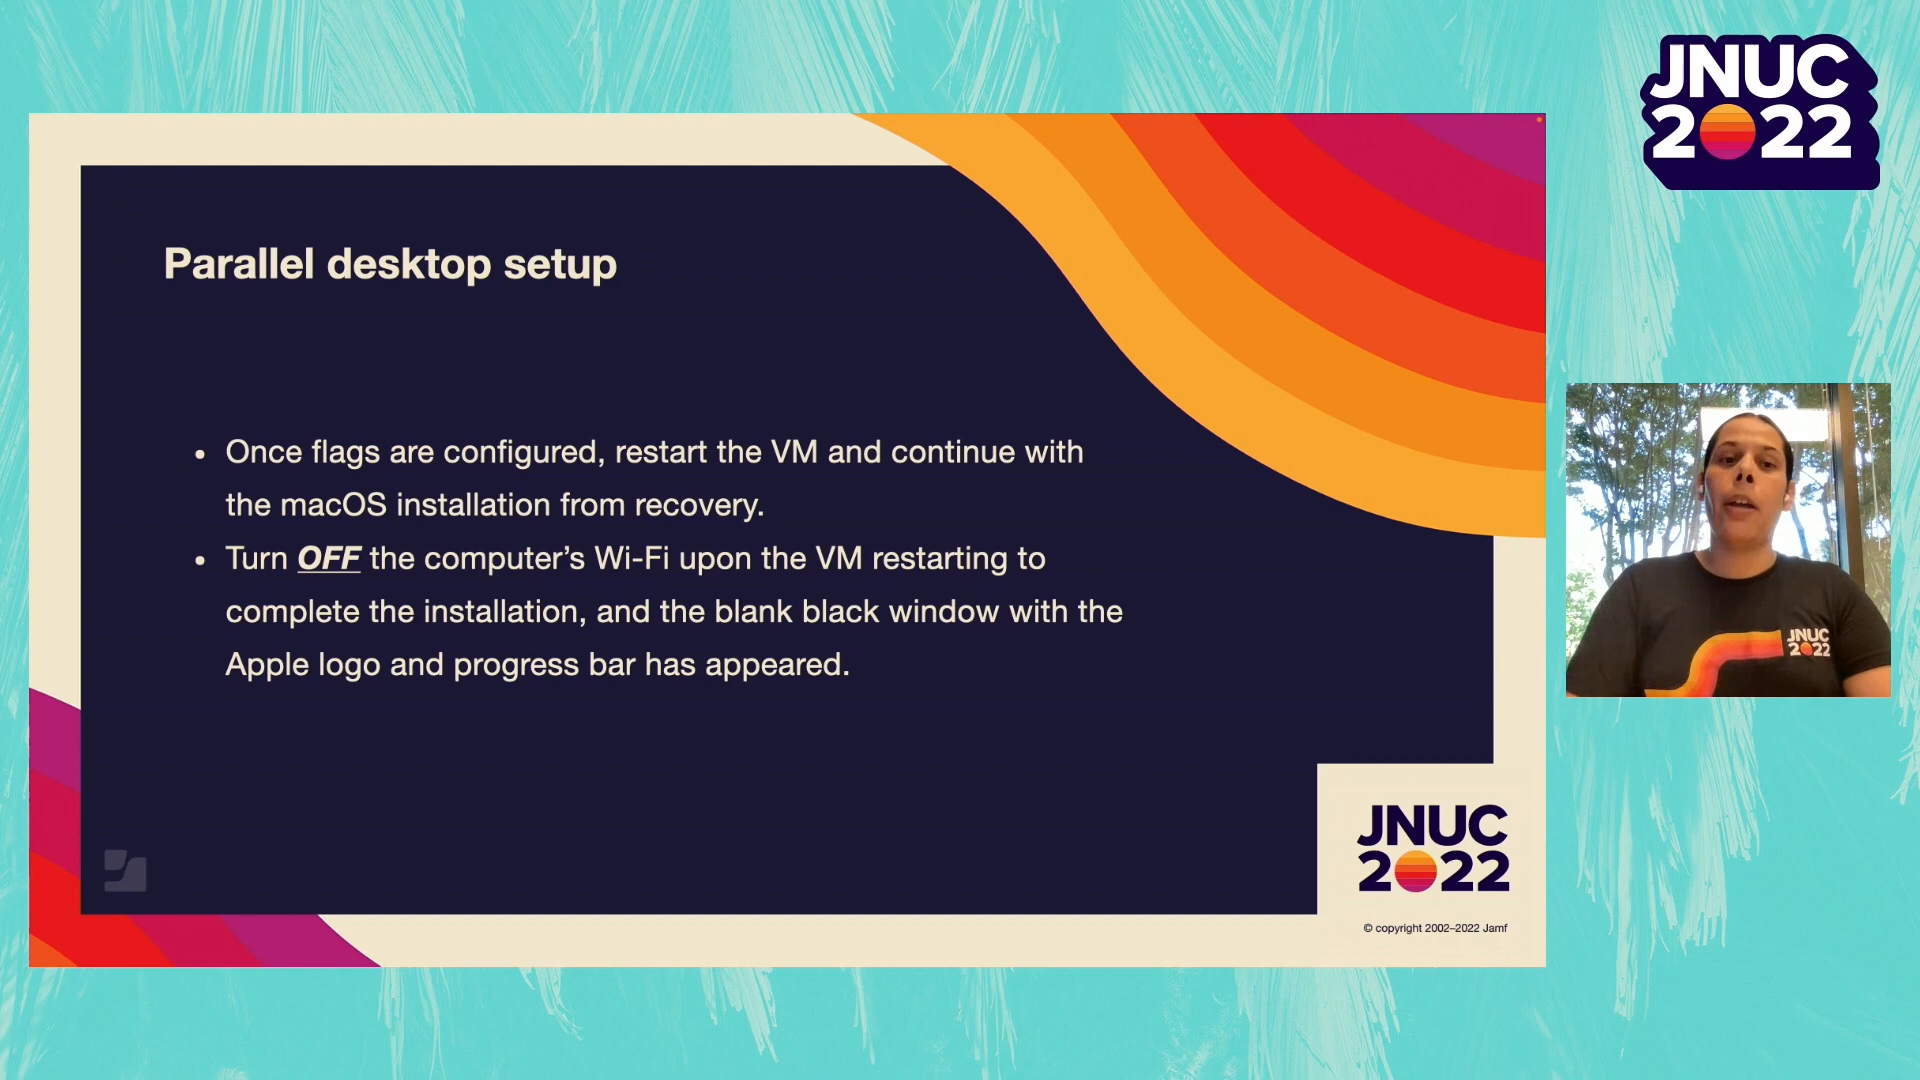 JNUC
2022
Parallel desktop setup
• Once flags are configured, restart the VM and continue with
the macOS installation from recovery.
• Turn OFF the computer’s Wi-Fi upon the VM restarting to
complete the installation, and the blank black window with the
Apple logo and progress bar has appeared.
JNUC
2022
JNUC
2022
© copyright 2002–2022 Jamf